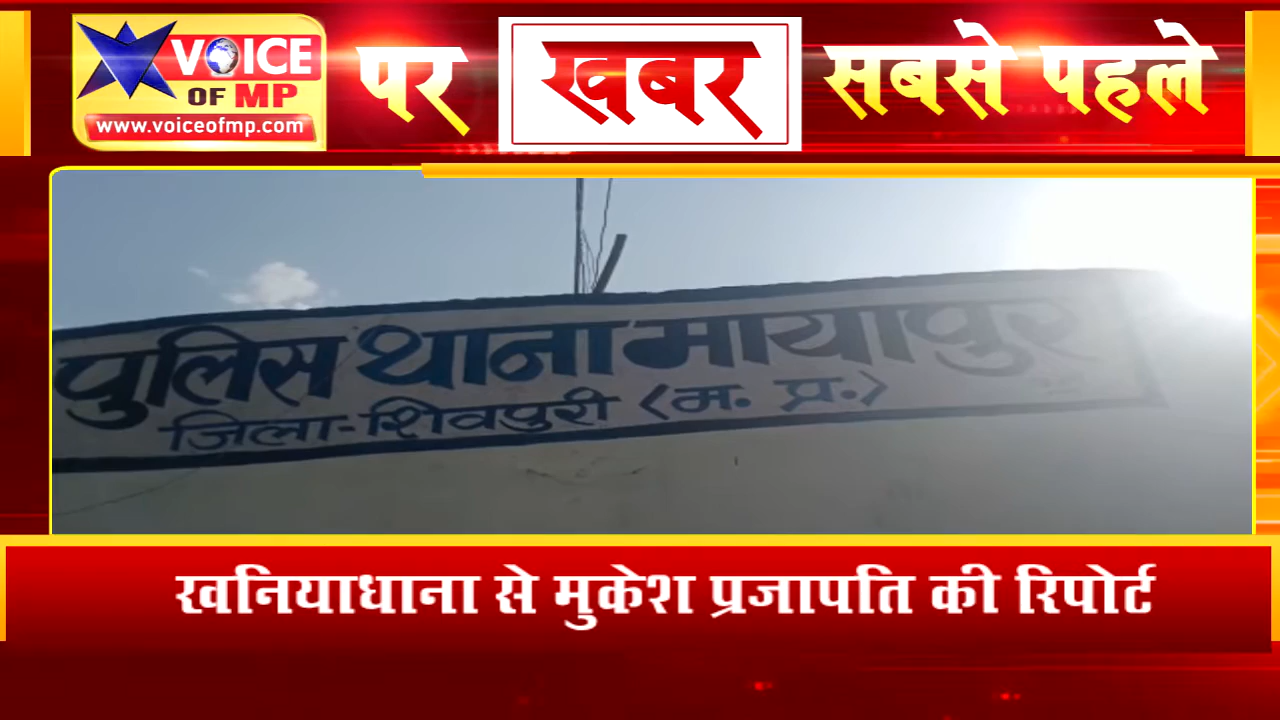 VOICE
OF MP
www.voiceofmp.com
पर खबर सबसे पहले
पुलिस थाना मायापुर
जिला-शिवपुरी (म. प्र.)
खनियाधाना से मुकेश प्रजापति की रिपोर्ट